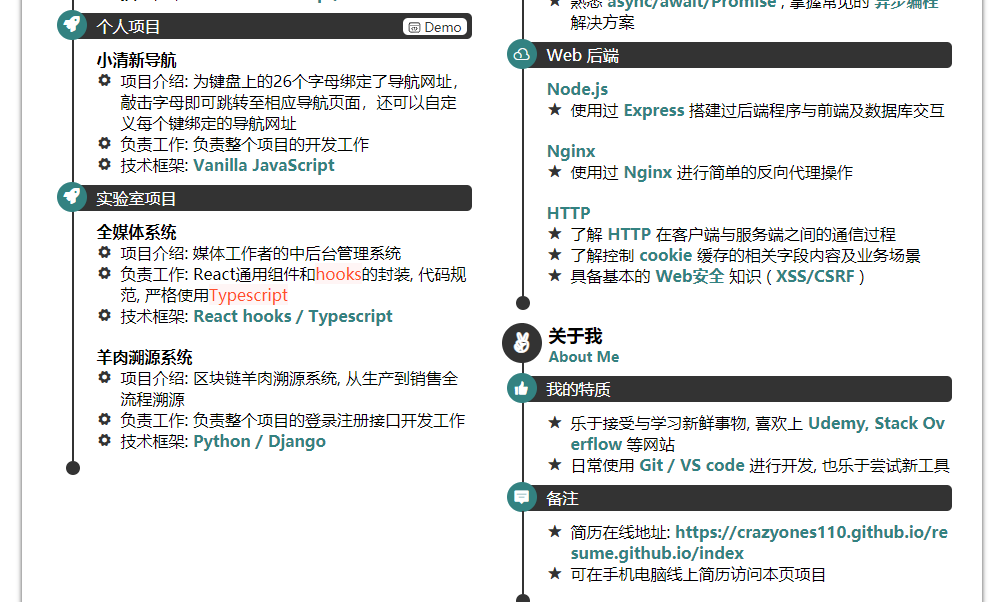 个人项目
Demo
小清新导航
项目介绍: 为键盘上的26个字母绑定了导航网址，
敲击字母即可跳转至相应导航页面，还可以自定
义每个键绑定的导航网址
负责工作: 负责整个项目的开发工作
技术框架: Vanilla JavaScript
实验室项目
全媒体系统
项目介绍: 媒体工作者的中后台管理系统
负责工作: React通用组件和hooks的封装, 代码规
范, 严格使用Typescript
技术框架: React hooks / Typescript
羊肉溯源系统
项目介绍: 区块链羊肉溯源系统, 从生产到销售全
流程溯源
负责工作: 负责整个项目的登录注册接口开发工作
技术框架: Python / Django
★ 熟悉 async/await/Promise , 掌握常见的 异步编程
解决方案
Web 后端
Node.js
★ 使用过 Express 搭建过后端程序与前端及数据库交互
Nginx
★ 使用过 Nginx 进行简单的反向代理操作
HTTP
★ 了解 HTTP 在客户端与服务端之间的通信过程
★ 了解控制 cookie 缓存的相关字段内容及业务场景
★ 具备基本的 Web安全 知识 ( XSS/CSRF )
关于我
About Me
我的特质
★ 乐于接受与学习新鲜事物, 喜欢上 Udemy, Stack Ov
erflow 等网站
★ 日常使用 Git / VS code 进行开发, 也乐于尝试新工具
备注
★ 简历在线地址: https://crazyones110.github.io/re
sume.github.io/index
★ 可在手机电脑线上简历访问本页项目